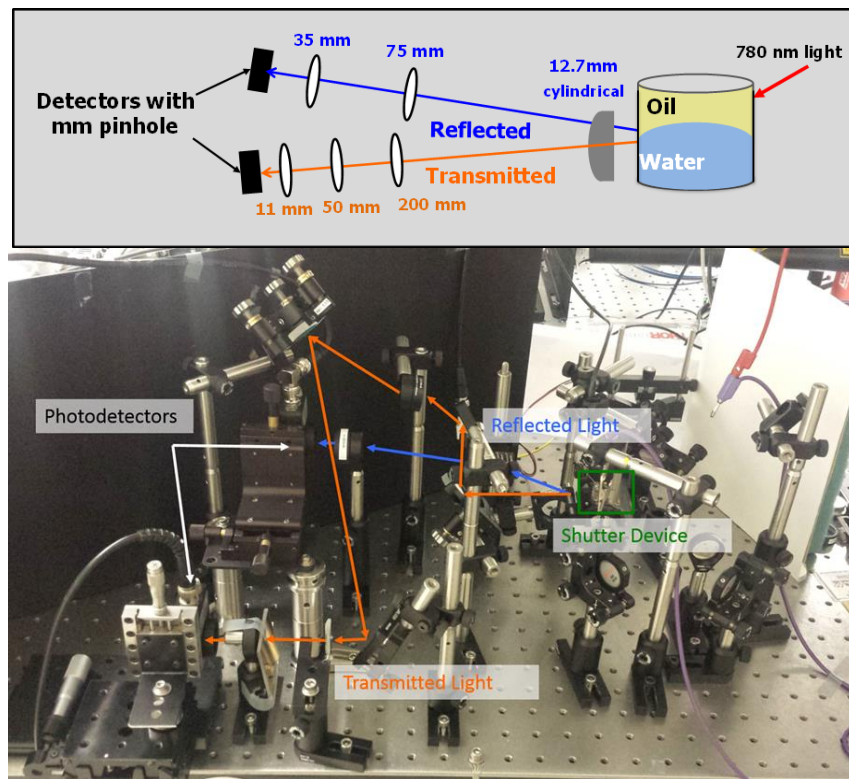 35 mm
75 mm
12.7mm
cylindrical
780 nm light
Detectors with
mm pinhole
Reflected
Oil
Water
Transmitted
11 mm
50 mm
200 mm
Photodetectors
Reflected Light
Shutter Device
Transmitted Light